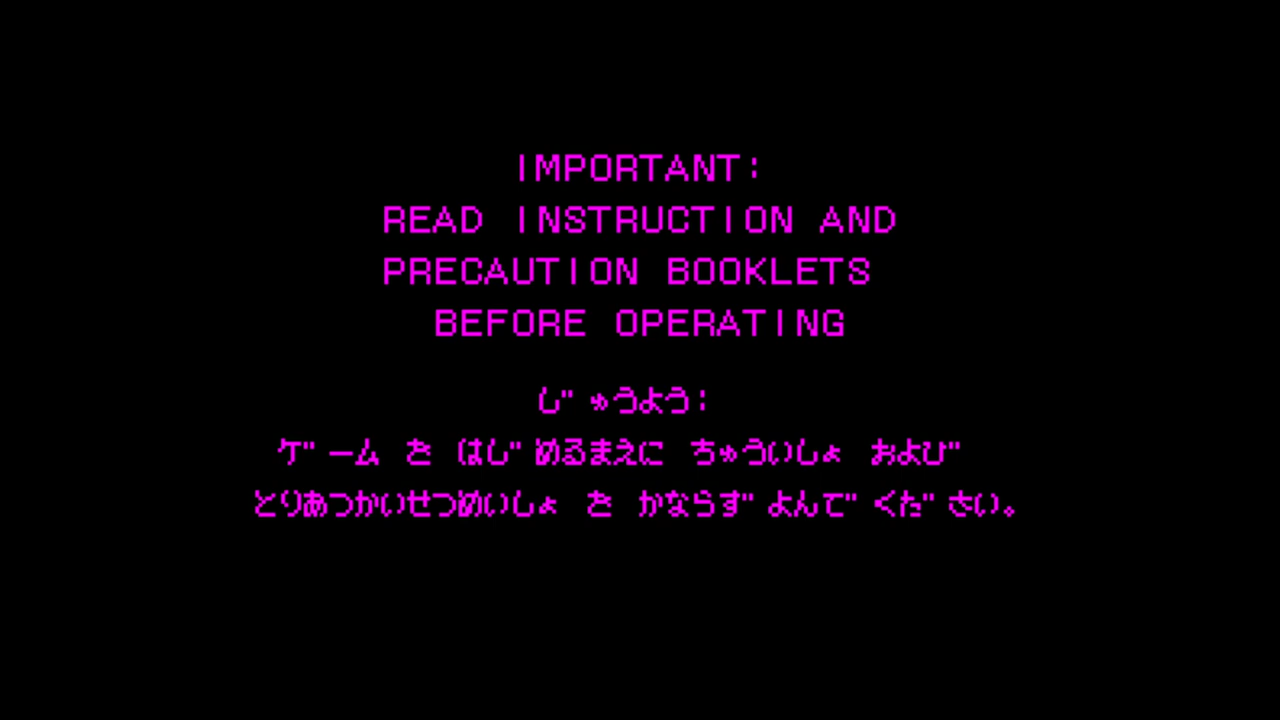 IMPORTANT:
READ INSTRUCTION AND
PRECAUTION BOOKLETS
BEFORE OPERATING
じゅうよう:
ゲーム を はじめるまえに ちゅういしょ および
とりあつかいせつめいしょ を かならずよんでください。